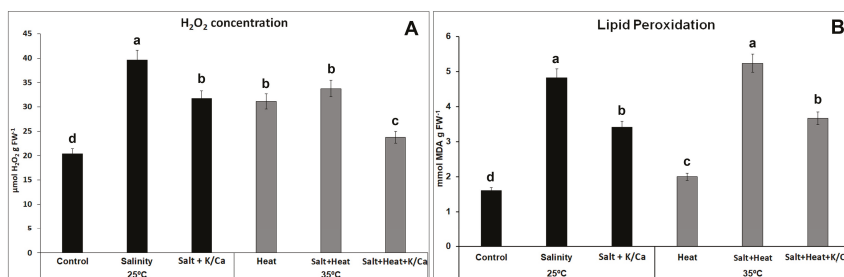 H₂O₂ concentration
A
µmol H₂O₂ g FW⁻¹
45
40
35
30
25
20
15
10
5
0
d
a
b
b
b
c
Control Salinity Salt + K/Ca Heat Salt+Heat Salt+Heat+K/Ca
25ºC 35ºC
Lipid Peroxidation
B
mmol MDA g FW⁻¹
6
5
4
3
2
1
0
d
a
b
c
a
b
Control Salinity Salt + K/Ca Heat Salt+Heat Salt+Heat+K/Ca
25ºC 35ºC